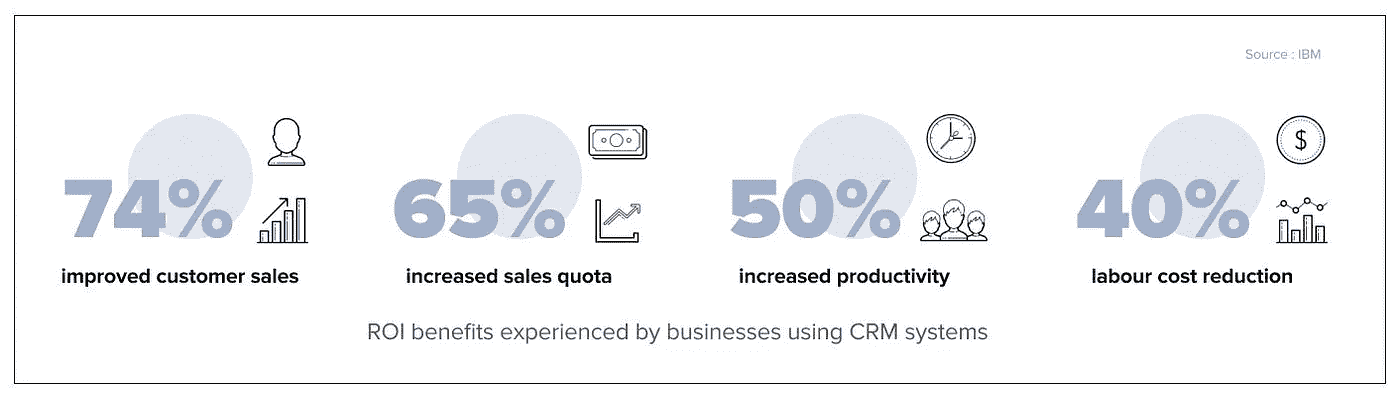 Source : IBM
74%
improved customer sales
65%
increased sales quota
50%
increased productivity
$
40%
labour cost reduction
ROI benefits experienced by businesses using CRM systems